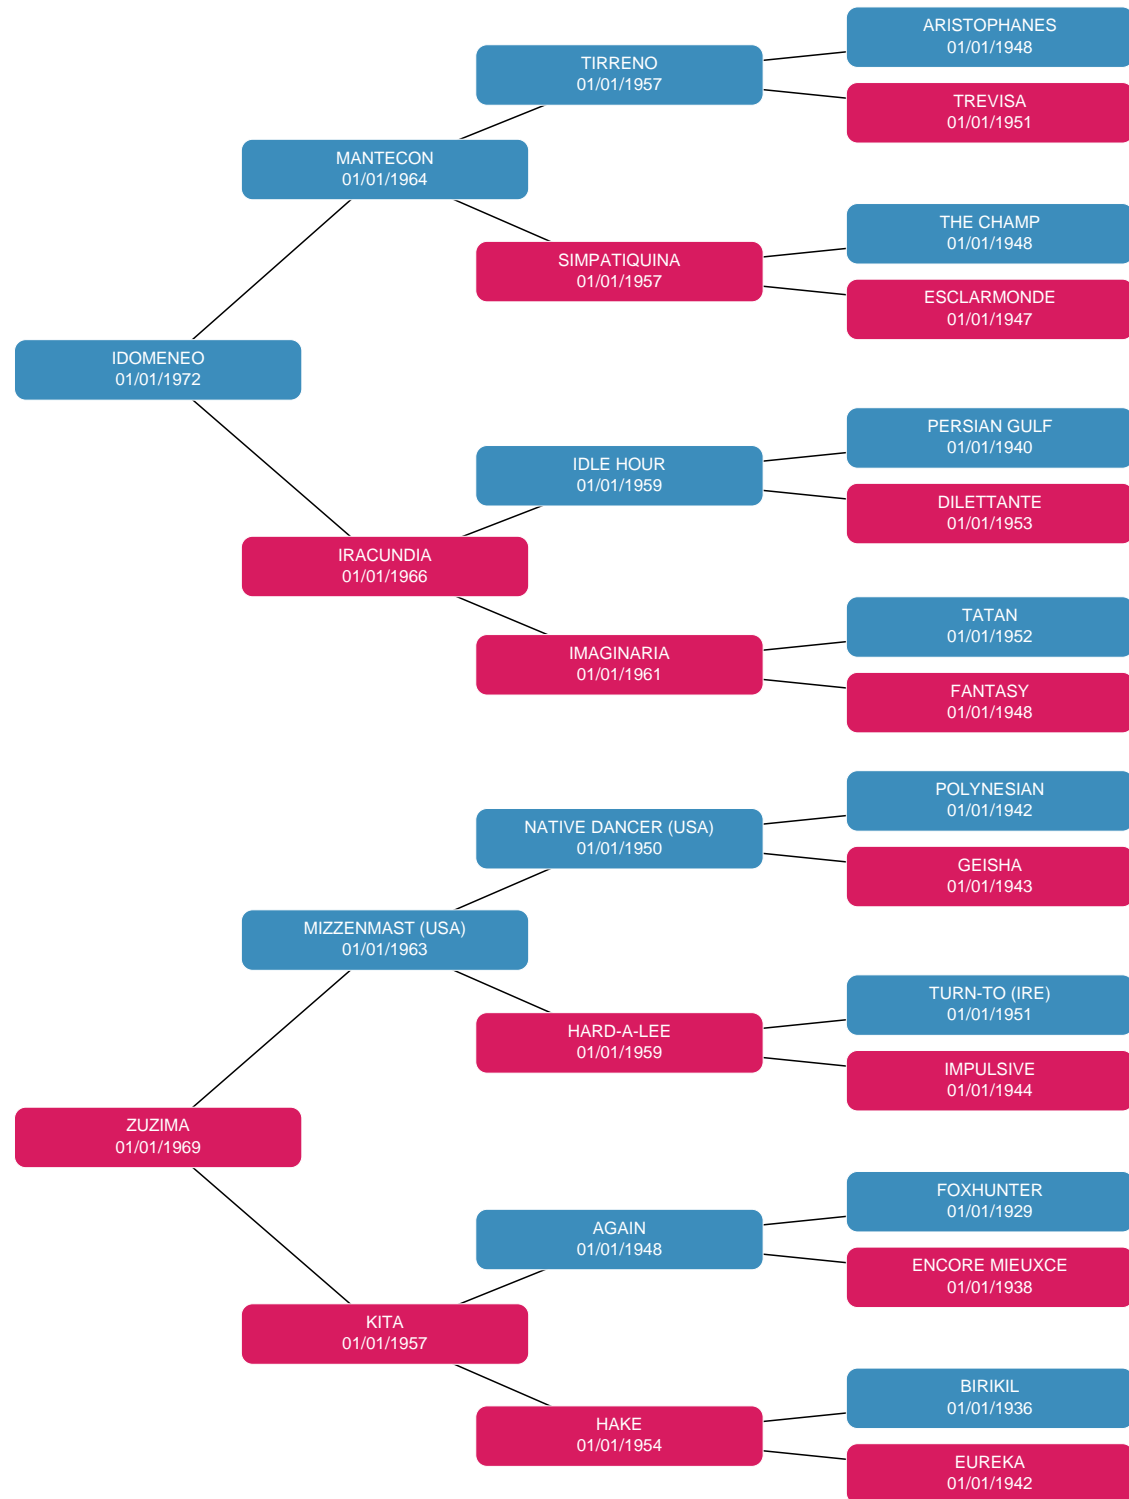 ARISTOPHANES
01/01/1948
TIRRENO
01/01/1957
TREVISA
01/01/1951
MANTECON
01/01/1964
THE CHAMP
01/01/1948
SIMPATIQUINA
01/01/1957
ESCLARMONDE
01/01/1947
IDOMENEO
01/01/1972
PERSIAN GULF
01/01/1940
IDLE HOUR
01/01/1959
DILETTANTE
01/01/1953
IRACUNDIA
01/01/1966
TATAN
01/01/1952
IMAGINARIA
01/01/1961
FANTASY
01/01/1948
POLYNESIAN
01/01/1942
NATIVE DANCER (USA)
01/01/1950
GEISHA
01/01/1943
MIZZENMAST (USA)
01/01/1963
TURN-TO (IRE)
01/01/1951
HARD-A-LEE
01/01/1959
IMPULSIVE
01/01/1944
ZUZIMA
01/01/1969
FOXHUNTER
01/01/1929
AGAIN
01/01/1948
ENCORE MIEUXCE
01/01/1938
KITA
01/01/1957
BIRIKIL
01/01/1936
HAKE
01/01/1954
EUREKA
01/01/1942